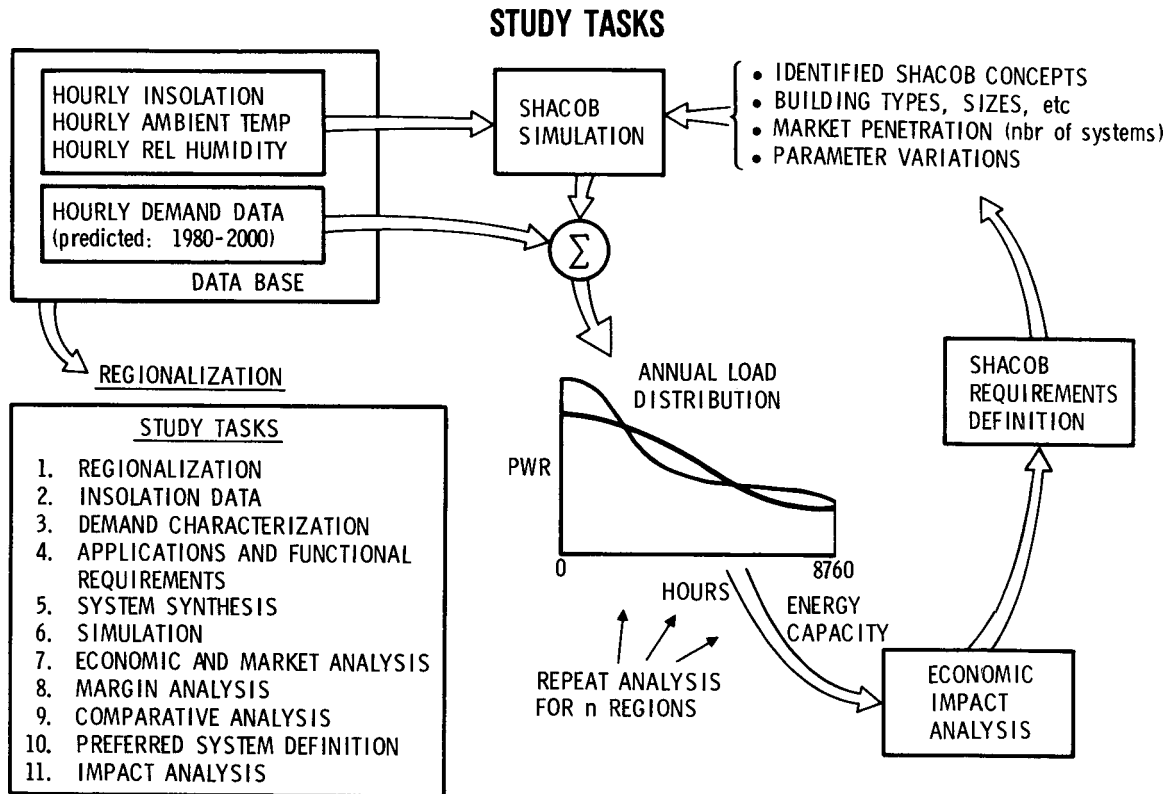 STUDY TASKS
HOURLY INSOLATION
HOURLY AMBIENT TEMP
HOURLY REL HUMIDITY
HOURLY DEMAND DATA
(predicted: 1980-2000)
DATA BASE
SHACOB
SIMULATION
• IDENTIFIED SHACOB CONCEPTS
• BUILDING TYPES, SIZES, etc
• MARKET PENETRATION (nbr of systems)
• PARAMETER VARIATIONS
Σ
REGIONALIZATION
STUDY TASKS
1. REGIONALIZATION
2. INSOLATION DATA
3. DEMAND CHARACTERIZATION
4. APPLICATIONS AND FUNCTIONAL
REQUIREMENTS
5. SYSTEM SYNTHESIS
6. SIMULATION
7. ECONOMIC AND MARKET ANALYSIS
8. MARGIN ANALYSIS
9. COMPARATIVE ANALYSIS
10. PREFERRED SYSTEM DEFINITION
11. IMPACT ANALYSIS
ANNUAL LOAD
DISTRIBUTION
PWR
0 8760
HOURS
ENERGY
CAPACITY
REPEAT ANALYSIS
FOR n REGIONS
SHACOB
REQUIREMENTS
DEFINITION
ECONOMIC
IMPACT
ANALYSIS